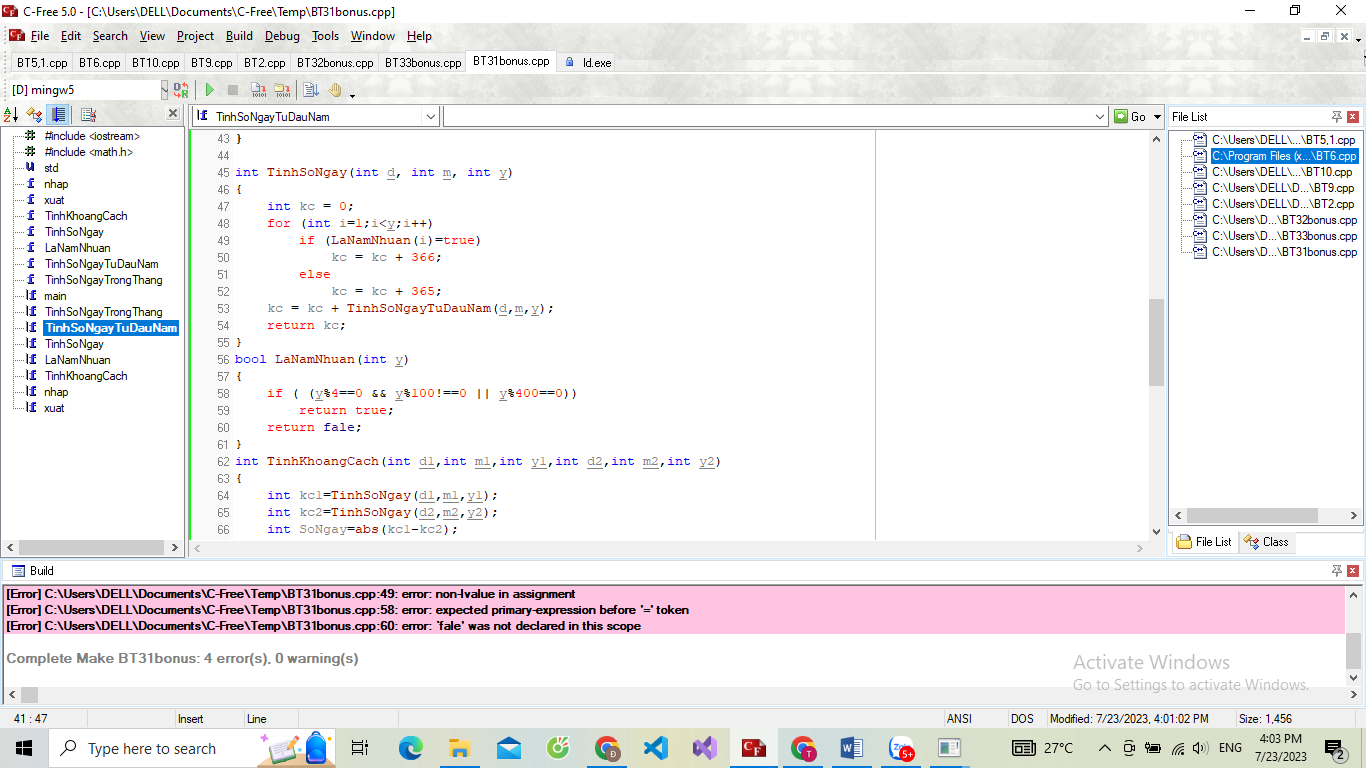 C-Free 5.0 - [C:\Users\DELL\Documents\C-Free\Temp\BT31bonus.cpp]
File Edit Search View Project Build Debug Tools Window Help
BT5,1.cpp BT6.cpp BT10.cpp BT9.cpp BT2.cpp BT32bonus.cpp BT33bonus.cpp BT31bonus.cpp ld.exe
[D] mingw5
TinhSoNgayTuDauNam
Go
#include <iostream>
#include <math.h>
std
nhap
xuat
TinhKhoangCach
TinhSoNgay
LaNamNhuan
TinhSoNgayTuDauNam
TinhSoNgayTrongThang
main
TinhSoNgayTrongThang
TinhSoNgayTuDauNam
TinhSoNgay
LaNamNhuan
TinhKhoangCach
nhap
xuat
43 }
44
45 int TinhSoNgay(int d, int m, int y)
46 {
47 int kc = 0;
48 for (int i=1;i<y;i++)
49 if (LaNamNhuan(i)=true)
50 kc = kc + 366;
51 else
52 kc = kc + 365;
53 kc = kc + TinhSoNgayTuDauNam(d,m,y);
54 return kc;
55 }
56 bool LaNamNhuan(int y)
57 {
58 if ( (y%4==0 && y%100!==0 || y%400==0))
59 return true;
60 return fale;
61 }
62 int TinhKhoangCach(int d1,int m1,int y1,int d2,int m2,int y2)
63 {
64 int kc1=TinhSoNgay(d1,m1,y1);
65 int kc2=TinhSoNgay(d2,m2,y2);
66 int SoNgay=abs(kc1-kc2);
File List
C:\Users\DELL\...\BT5,1.cpp
C:\Program Files (x...\BT6.cpp
C:\Users\DELL\...\BT10.cpp
C:\Users\DELL\D...\BT9.cpp
C:\Users\DELL\D...\BT2.cpp
C:\Users\D...\BT32bonus.cpp
C:\Users\D...\BT33bonus.cpp
C:\Users\D...\BT31bonus.cpp
File List Class
Build
[Error] C:\Users\DELL\Documents\C-Free\Temp\BT31bonus.cpp:49: error: non-lvalue in assignment
[Error] C:\Users\DELL\Documents\C-Free\Temp\BT31bonus.cpp:58: error: expected primary-expression before '=' token
[Error] C:\Users\DELL\Documents\C-Free\Temp\BT31bonus.cpp:60: error: `fale' was not declared in this scope
Complete Make BT31bonus: 4 error(s), 0 warning(s)
Activate Windows
Go to Settings to activate Windows.
41 : 47 Insert Line ANSI DOS Modified: 7/23/2023, 4:01:02 PM Size: 1,456
Type here to search
27°C ENG
4:03 PM
7/23/2023
2
5+